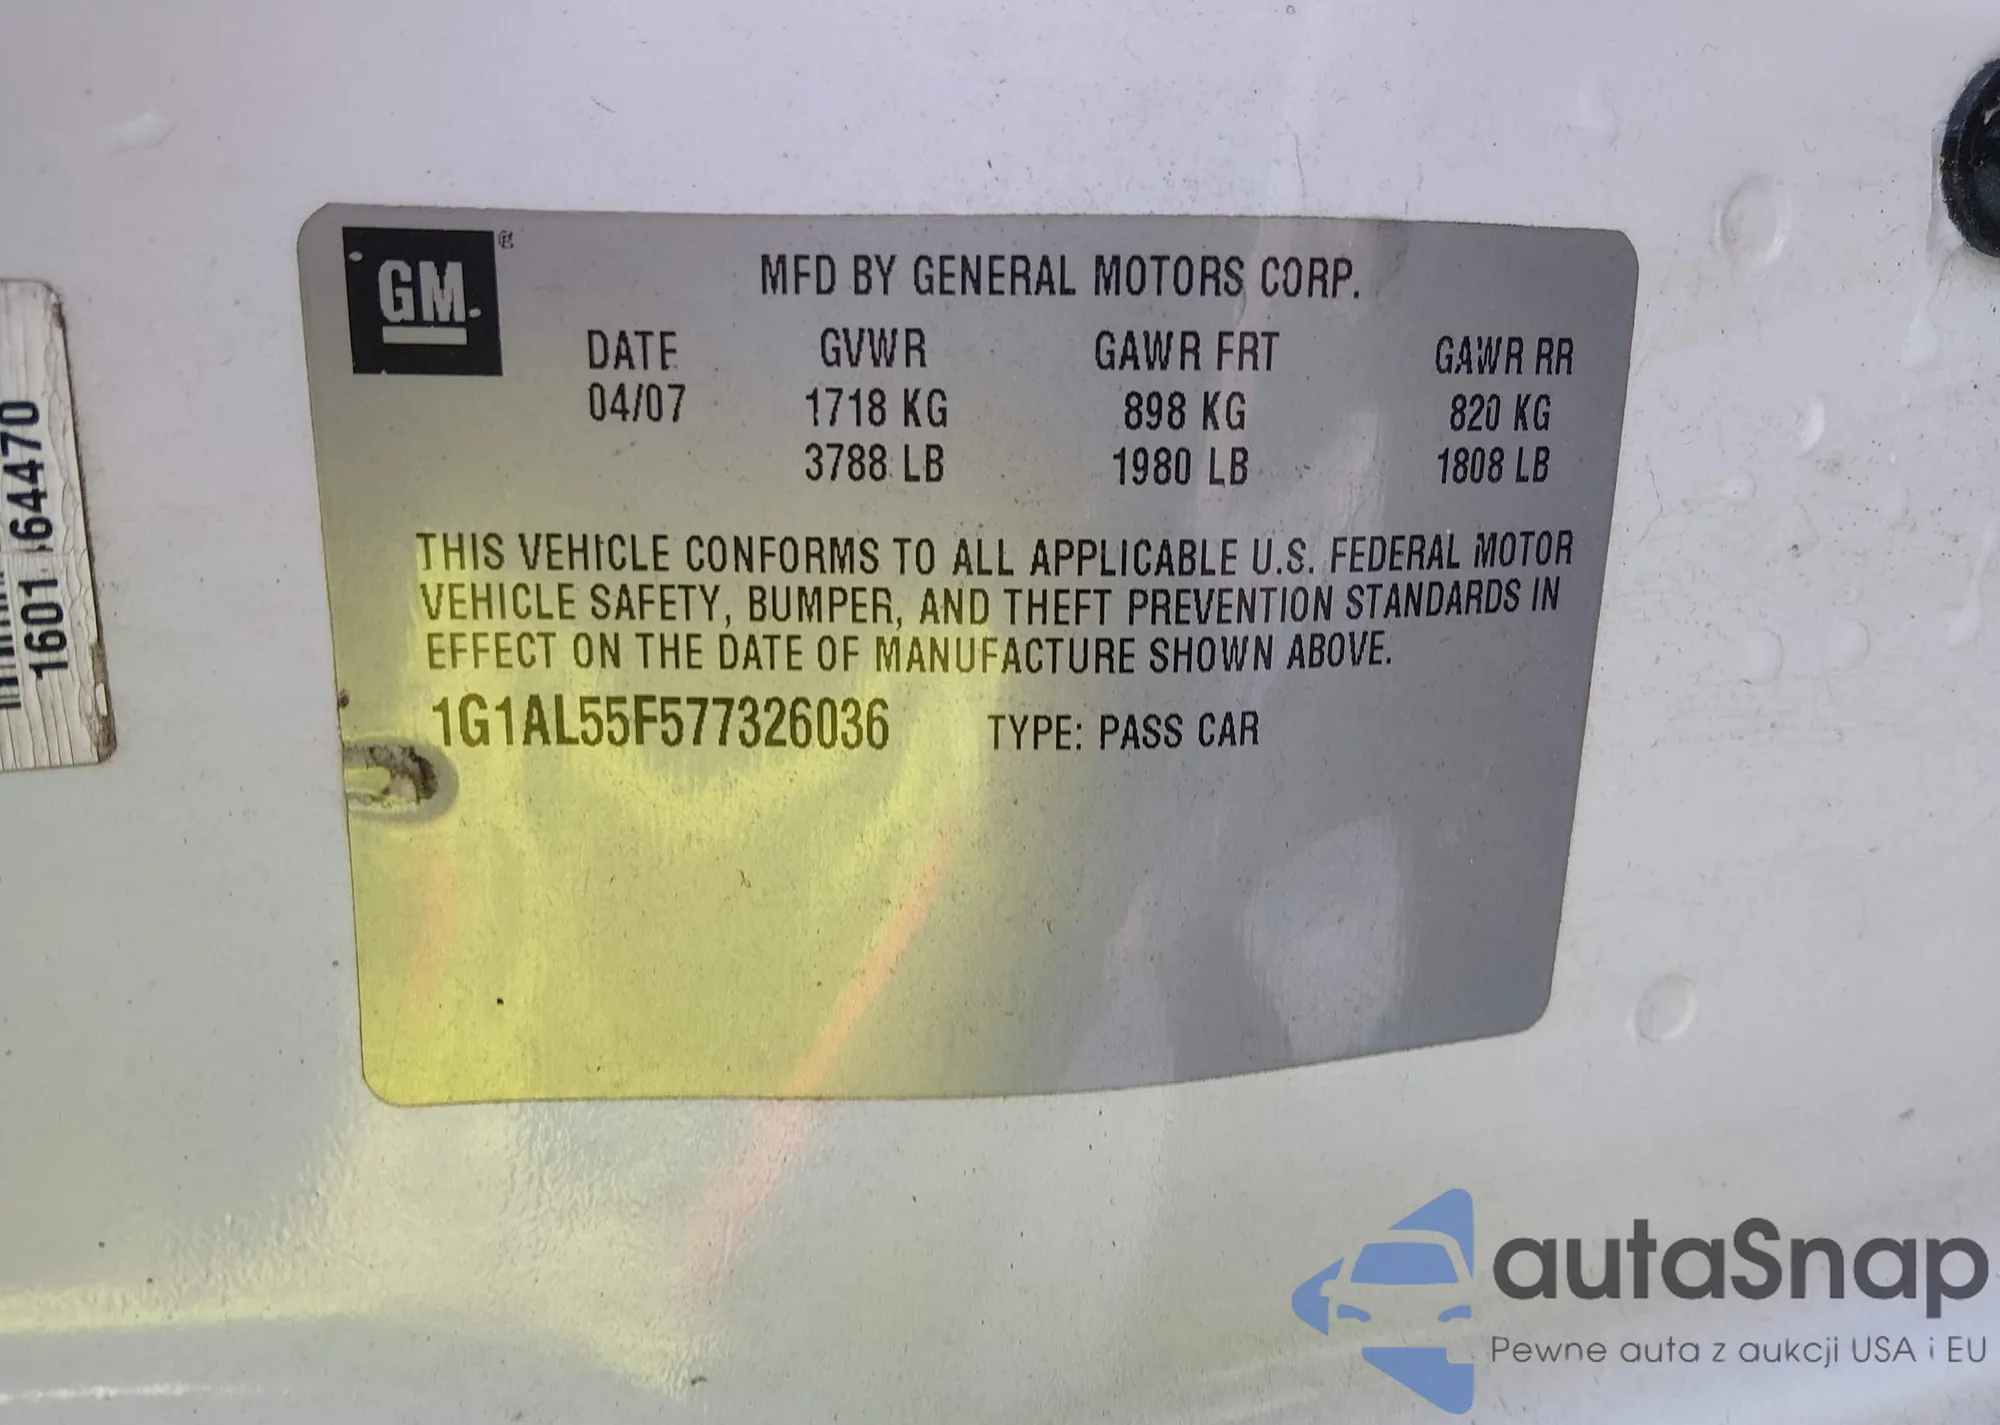 GM
MFD BY GENERAL MOTORS CORP.
DATE GVWR GAWR FRT GAWR RR
04/07 1718 KG 898 KG 820 KG
3788 LB 1980 LB 1808 LB
THIS VEHICLE CONFORMS TO ALL APPLICABLE U.S. FEDERAL MOTOR
VEHICLE SAFETY, BUMPER, AND THEFT PREVENTION STANDARDS IN
EFFECT ON THE DATE OF MANUFACTURE SHOWN ABOVE.
1G1AL55F577326036 TYPE: PASS CAR
1601 64470
autaSnap
Pewne auta z aukcji USA i EU